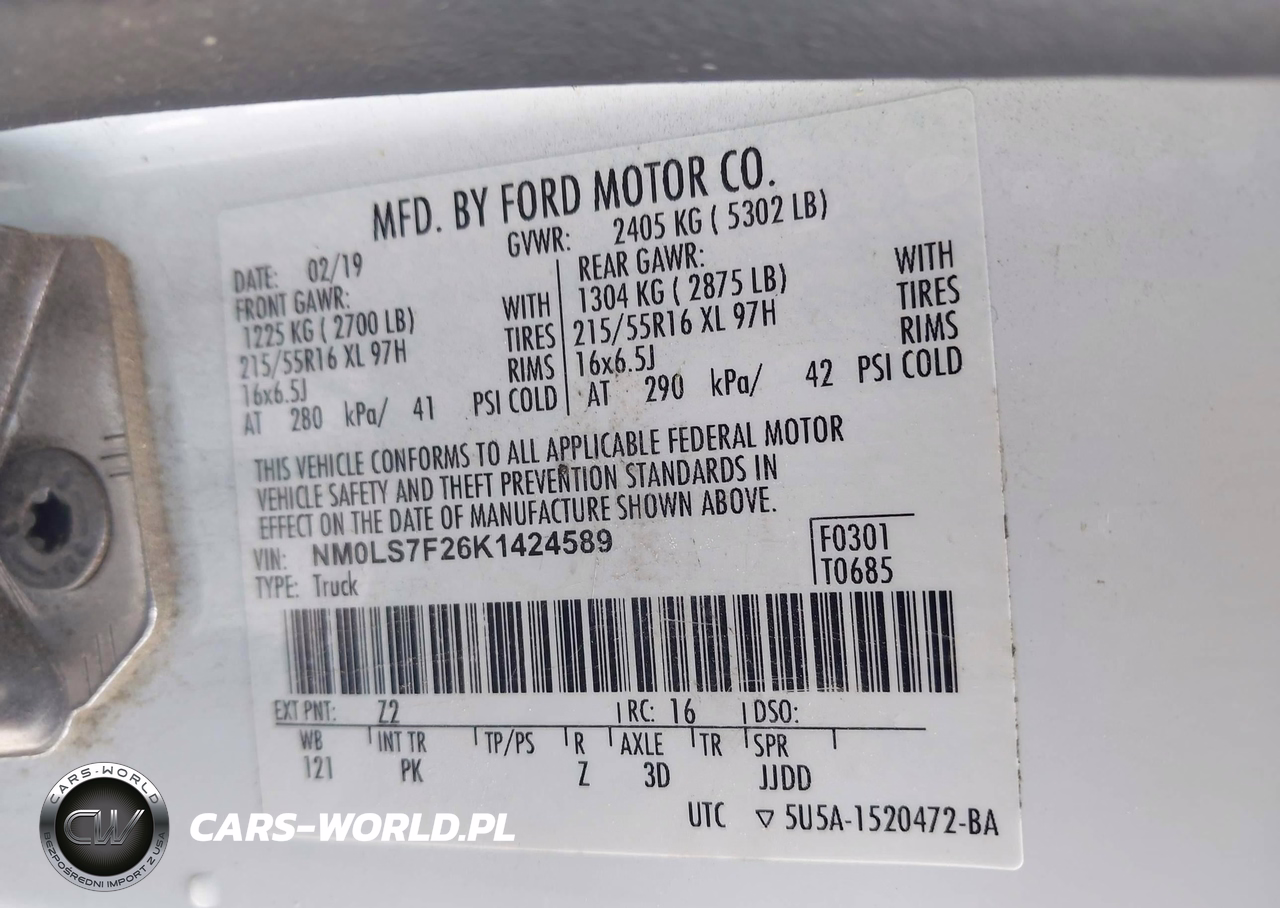 MFD. BY FORD MOTOR CO.
DATE: 02/19 GVWR: 2405 KG ( 5302 LB)
FRONT GAWR: REAR GAWR:
1225 KG ( 2700 LB) WITH 1304 KG ( 2875 LB) WITH
215/55R16 XL 97H TIRES 215/55R16 XL 97H TIRES
16x6.5J RIMS 16x6.5J RIMS
AT 280 kPa/ 41 PSI COLD AT 290 kPa/ 42 PSI COLD
THIS VEHICLE CONFORMS TO ALL APPLICABLE FEDERAL MOTOR
VEHICLE SAFETY AND THEFT PREVENTION STANDARDS IN
EFFECT ON THE DATE OF MANUFACTURE SHOWN ABOVE.
VIN: NM0LS7F26K1424589 F0301
TYPE: Truck T0685
EXT PNT: Z2 RC: 16 DSO:
WB INT TR TP/PS R AXLE TR SPR
121 PK Z 3D JJDD
UTC ▽ 5U5A-1520472-BA
CARS-WORLD
CW
BEZPOŚREDNI IMPORT Z USA
CARS-WORLD.PL